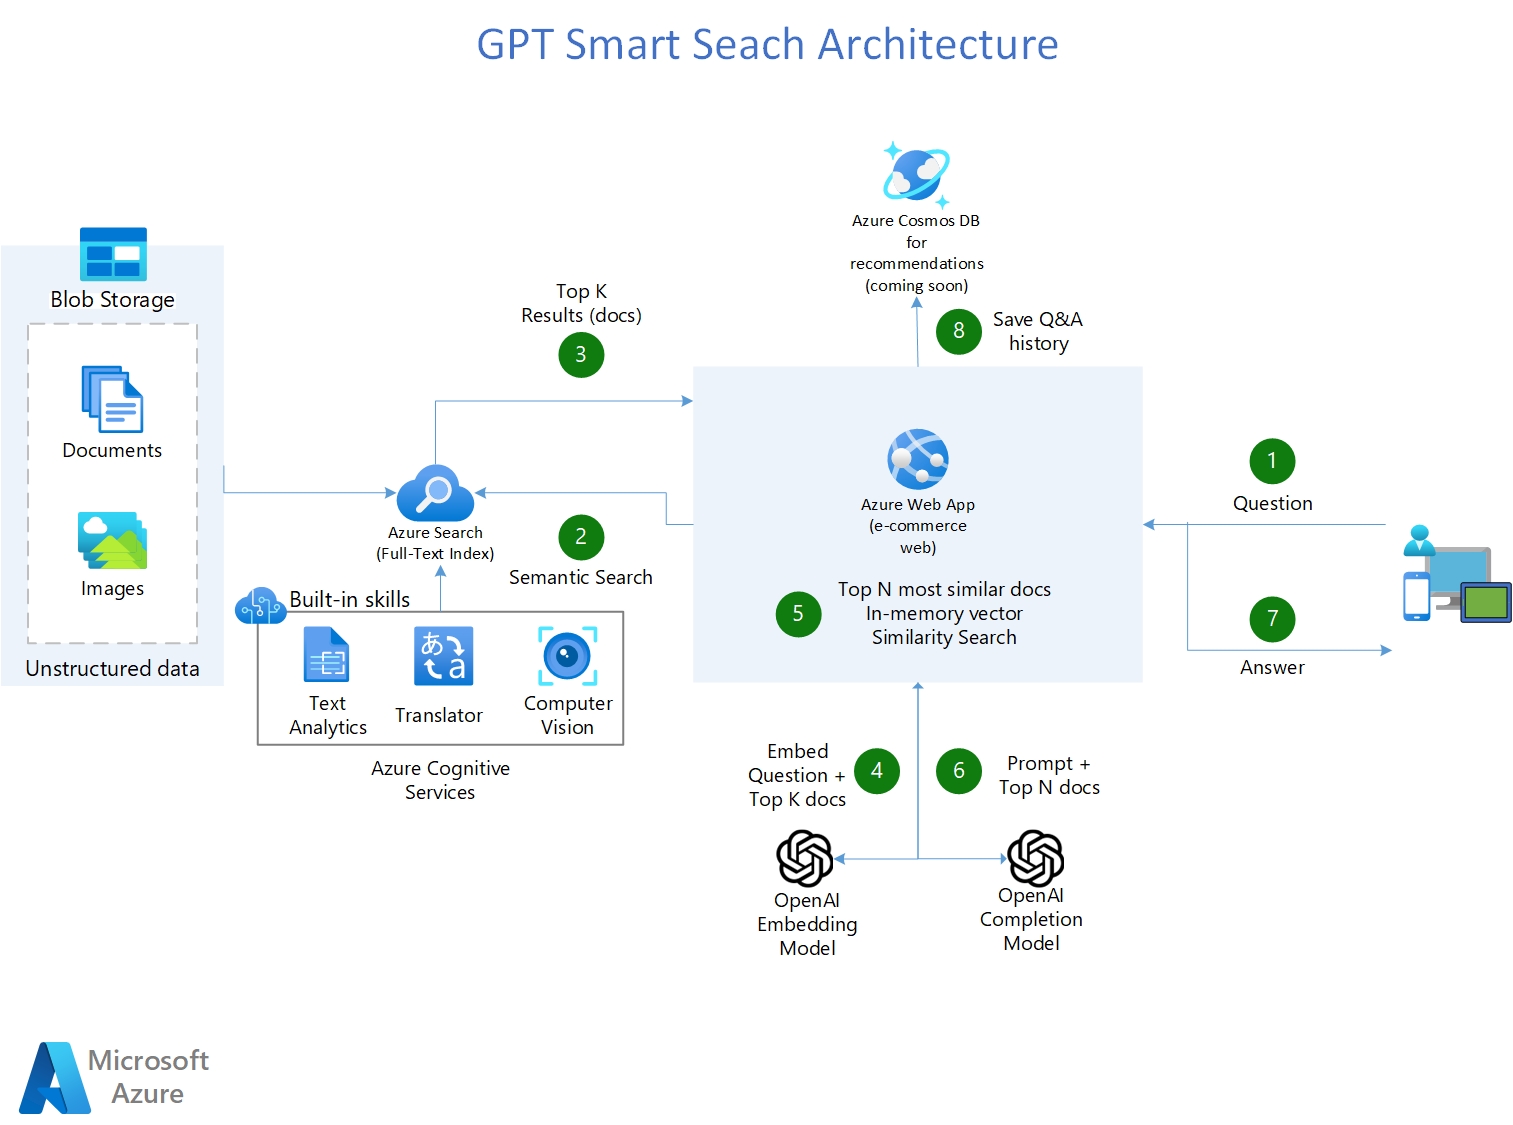 GPT Smart Seach Architecture
Azure Cosmos DB
for
recommendations
(coming soon)
8
Save Q&A
history
Blob Storage
Documents
Images
Unstructured data
Top K
Results (docs)
3
Azure Search
(Full-Text Index)
2
Semantic Search
Built-in skills
Text
Analytics
Translator
Computer
Vision
Azure Cognitive
Services
Azure Web App
(e-commerce
web)
5
Top N most similar docs
In-memory vector
Similarity Search
1
Question
7
Answer
Embed
Question +
Top K docs
4
6
Prompt +
Top N docs
OpenAI
Embedding
Model
OpenAI
Completion
Model
Microsoft
Azure
あ
a